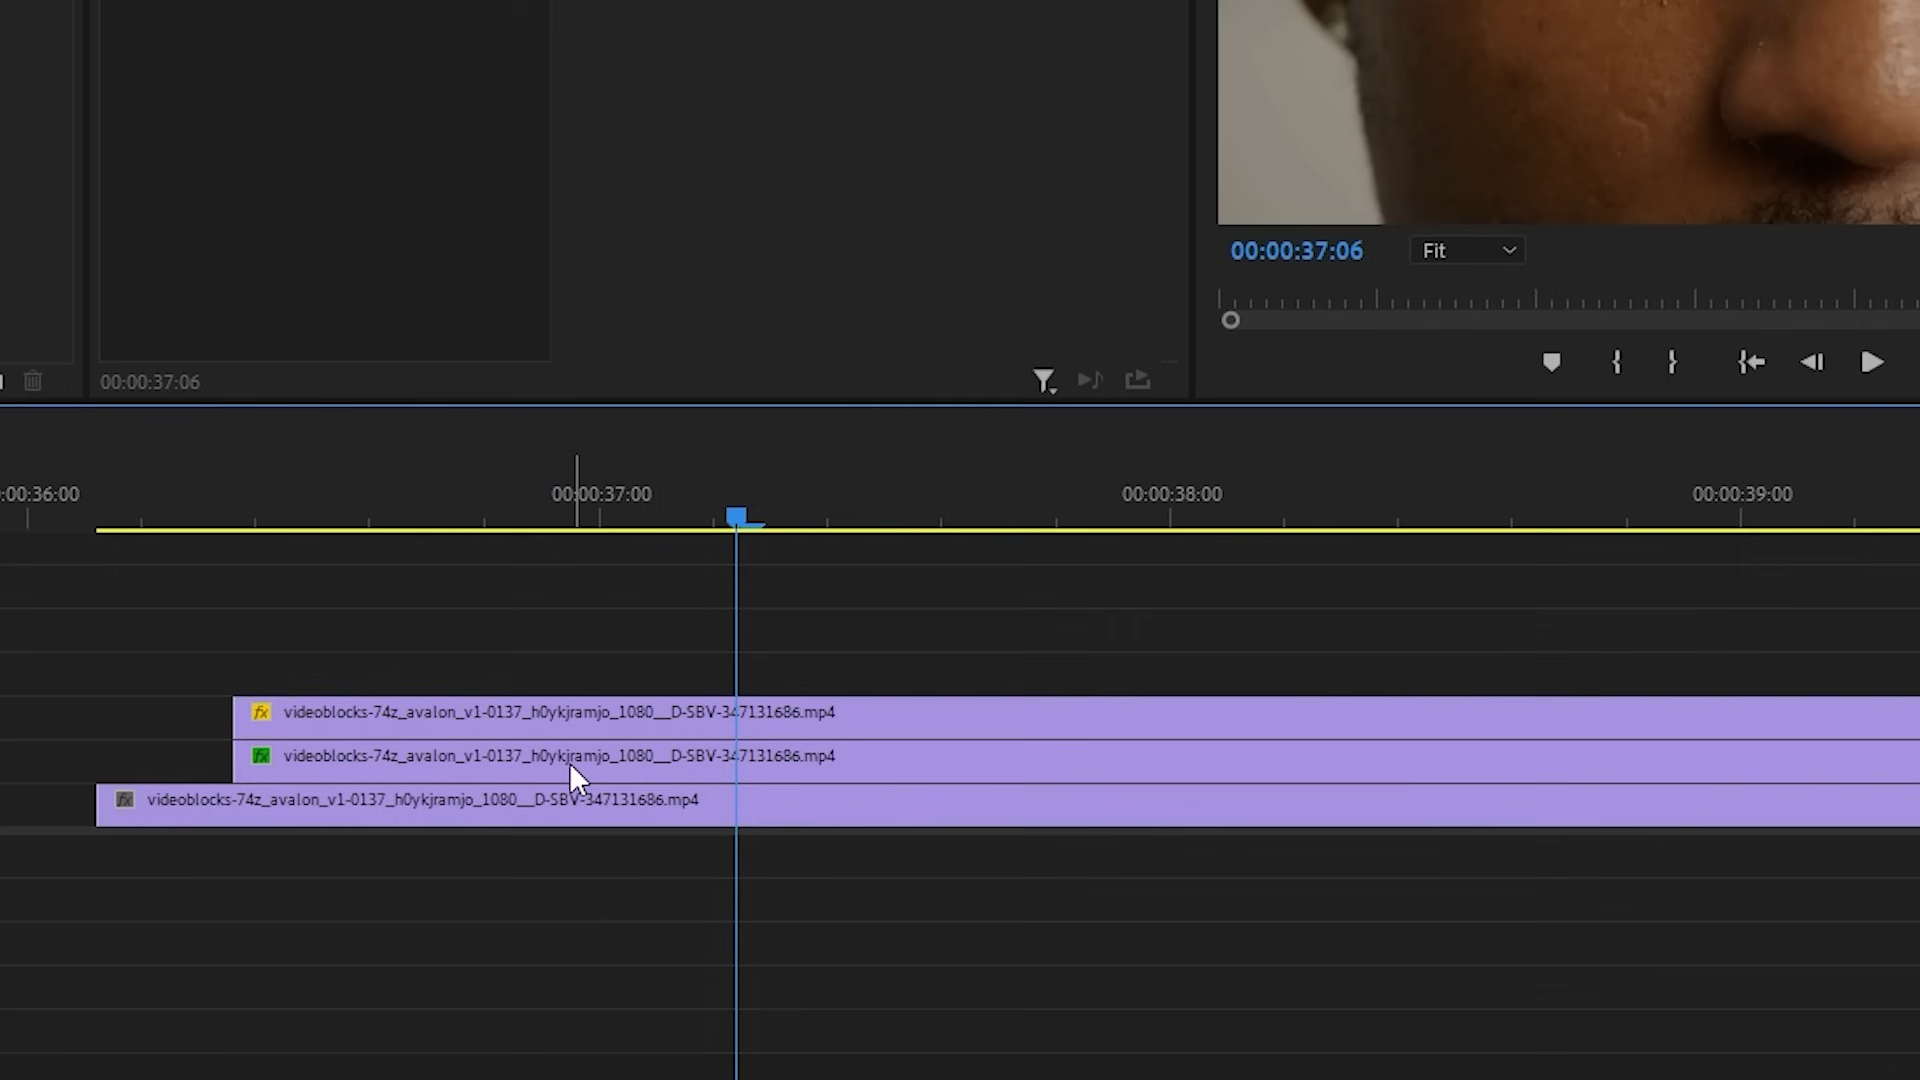 00:00:37:06
Fit
00:00:37:06
:00:36:00
00:00:37:00
00:00:38:00
00:00:39:00
fx videoblocks-74z_avalon_v1-0137_h0ykjramjo_1080__D-SBV-347131686.mp4
fx videoblocks-74z_avalon_v1-0137_h0ykjramjo_1080__D-SBV-347131686.mp4
fx videoblocks-74z_avalon_v1-0137_h0ykjramjo_1080__D-SBV-347131686.mp4